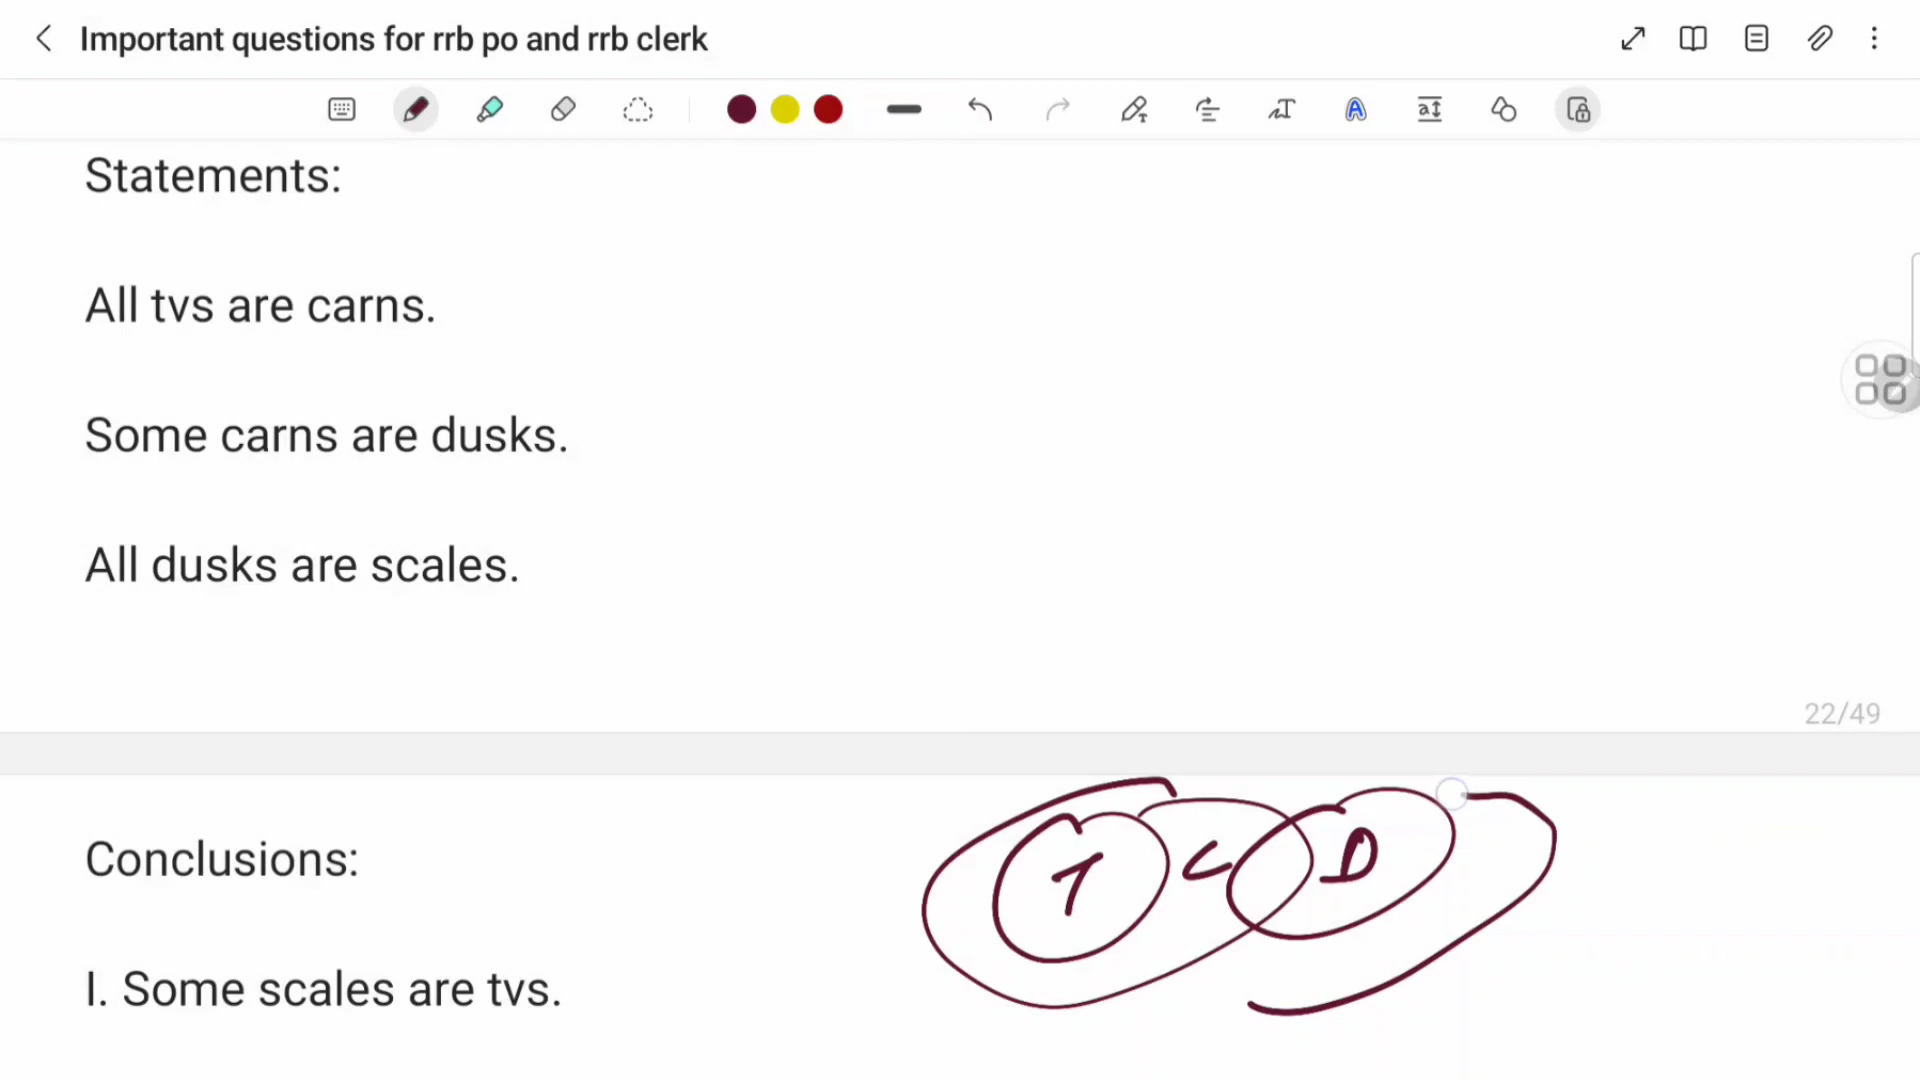 Important questions for rrb po and rrb clerk
Statements:
All tvs are carns.
Some carns are dusks.
All dusks are scales.
22/49
Conclusions:
T C D
I. Some scales are tvs.